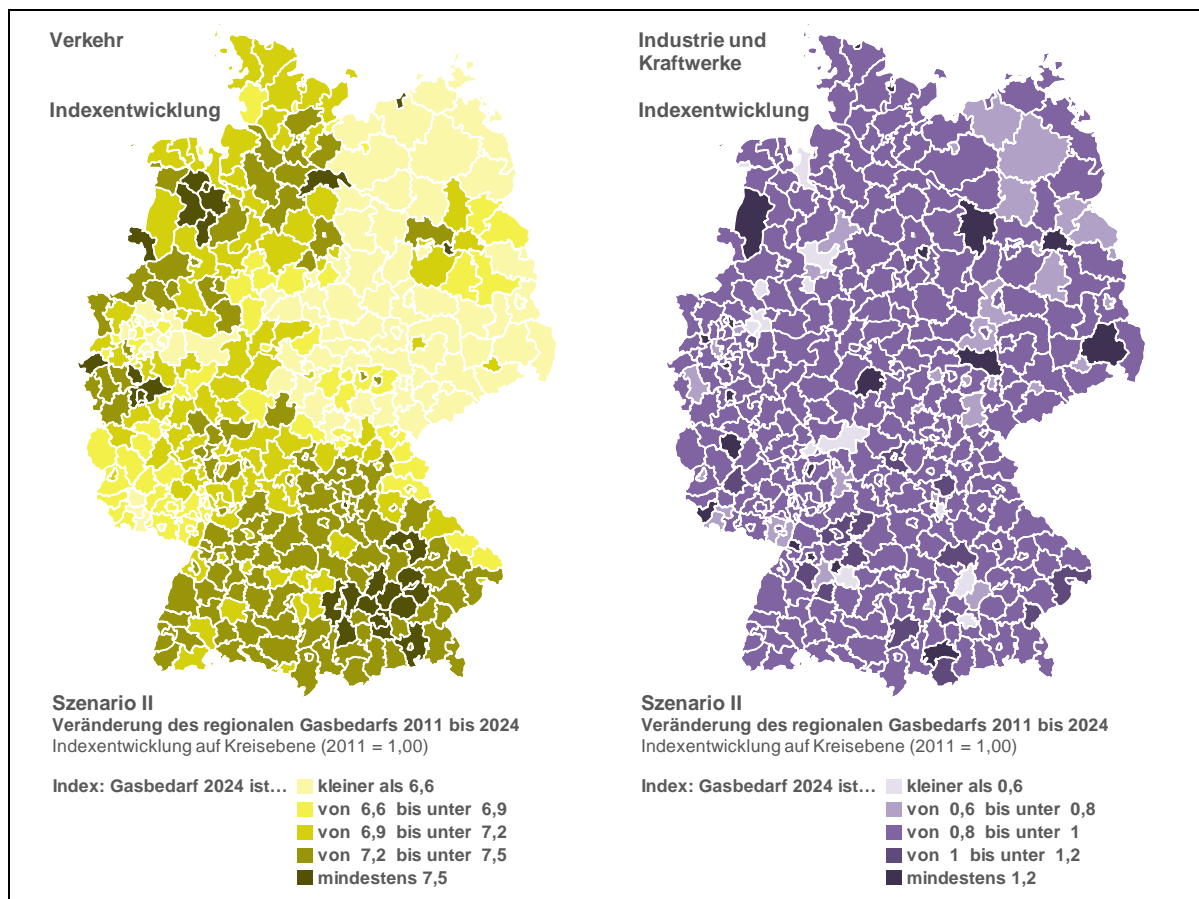 Verkehr
Indexentwicklung
Szenario II
Veränderung des regionalen Gasbedarfs 2011 bis 2024
Indexentwicklung auf Kreisebene (2011 = 1,00)
Index: Gasbedarf 2024 ist… kleiner als 6,6
von 6,6 bis unter 6,9
von 6,9 bis unter 7,2
von 7,2 bis unter 7,5
mindestens 7,5
Industrie und
Kraftwerke
Indexentwicklung
Szenario II
Veränderung des regionalen Gasbedarfs 2011 bis 2024
Indexentwicklung auf Kreisebene (2011 = 1,00)
Index: Gasbedarf 2024 ist… kleiner als 0,6
von 0,6 bis unter 0,8
von 0,8 bis unter 1
von 1 bis unter 1,2
mindestens 1,2